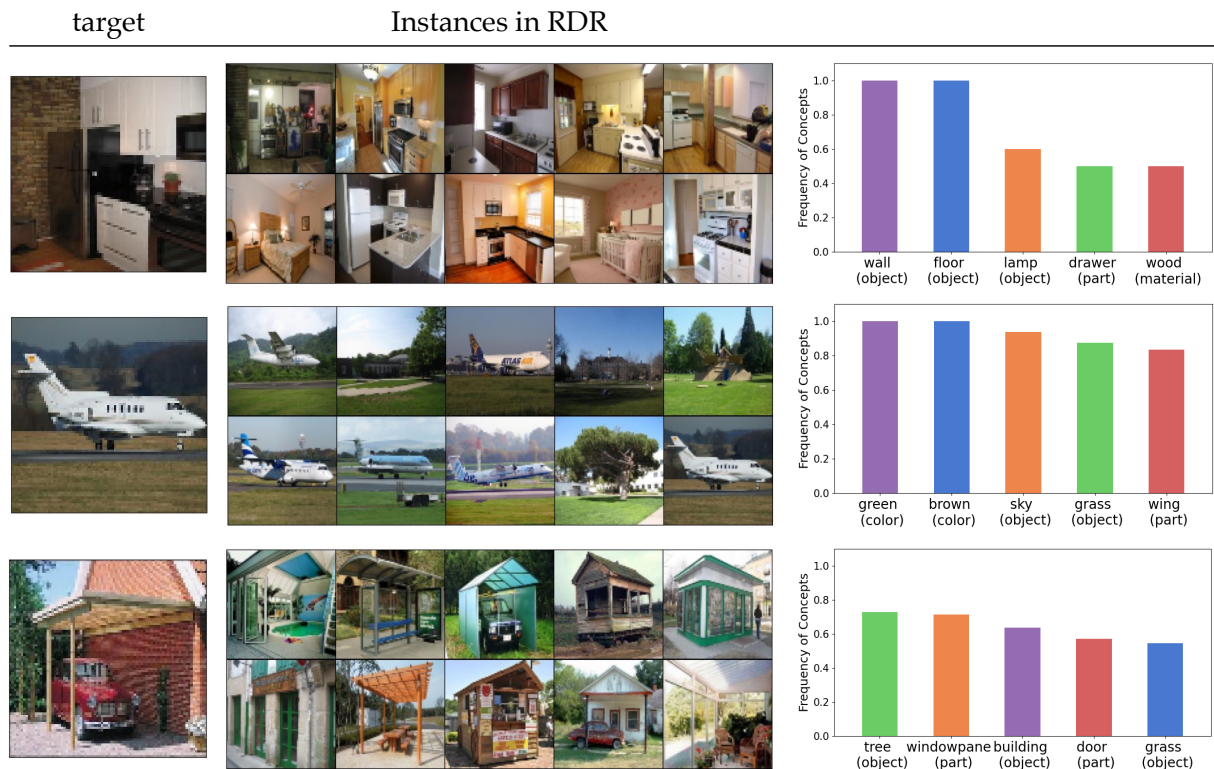 target Instances in RDR
Frequency of Concepts
1.0
0.8
0.6
0.4
0.2
0.0
wall floor lamp drawer wood
(object) (object) (object) (part) (material)
ATLAS AIR
Frequency of Concepts
1.0
0.8
0.6
0.4
0.2
0.0
green brown sky grass wing
(color) (color) (object) (object) (part)
Frequency of Concepts
1.0
0.8
0.6
0.4
0.2
0.0
tree windowpane building door grass
(object) (part) (object) (part) (object)